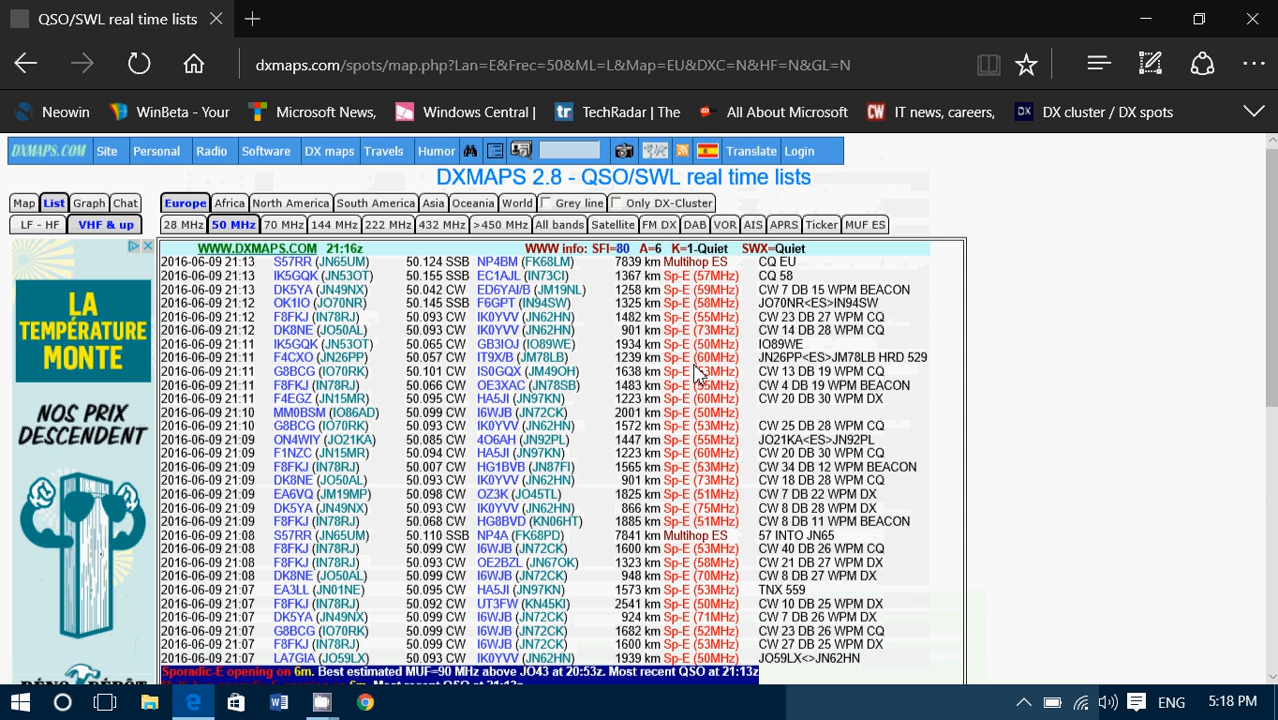 QSO/SWL real time lists
dxmaps.com/spots/map.php?Lan=E&Frec=50&ML=L&Map=EU&DXC=N&HF=N&GL=N
Neowin WinBeta - Your Microsoft News, Windows Central | TechRadar | The All About Microsoft IT news, careers, DX cluster / DX spots
DXMAPS.COM Site Personal Radio Software DX maps Travels Humor Translate Login
DXMAPS 2.8 - QSO/SWL real time lists
Map List Graph Chat Europe Africa North America South America Asia Oceania World Grey line Only DX-Cluster
LF - HF VHF & up 28 MHz 50 MHz 70 MHz 144 MHz 222 MHz 432 MHz >450 MHz All bands Satellite FM DX DAB VOR AIS APRS Ticker MUF ES
WWW.DXMAPS.COM 21:16z WWW info: SFI=80 A=6 K=1-Quiet SWX=Quiet
2016-06-09 21:13 S57RR (JN65UM) 50.124 SSB NP4BM (FK68LM) 7839 km Multihop ES CQ EU
2016-06-09 21:13 IK5GQK (JN53OT) 50.155 SSB EC1AJL (IN73CI) 1367 km Sp-E (57MHz) CQ 58
2016-06-09 21:13 DK5YA (JN49NX) 50.042 CW ED6YAI/B (JM19NL) 1258 km Sp-E (59MHz) CW 7 DB 15 WPM BEACON
2016-06-09 21:12 OK1IO (JO70NR) 50.145 SSB F6GPT (IN94SW) 1325 km Sp-E (58MHz) JO70NR<ES>IN94SW
2016-06-09 21:12 F8FKJ (IN78RJ) 50.093 CW IK0YVV (JN62HN) 1482 km Sp-E (55MHz) CW 23 DB 27 WPM CQ
2016-06-09 21:12 DK8NE (JO50AL) 50.093 CW IK0YVV (JN62HN) 901 km Sp-E (73MHz) CW 14 DB 28 WPM CQ
2016-06-09 21:11 IK5GQK (JN53OT) 50.065 CW GB3IOJ (IO89WE) 1934 km Sp-E (50MHz) IO89WE
2016-06-09 21:11 F4CXO (JN26PP) 50.057 CW IT9X/B (JM78LB) 1239 km Sp-E (60MHz) JN26PP<ES>JM78LB HRD 529
2016-06-09 21:11 G8BCG (IO70RK) 50.101 CW IS0GQX (JM49OH) 1638 km Sp-E (53MHz) CW 13 DB 19 WPM CQ
2016-06-09 21:11 F8FKJ (IN78RJ) 50.066 CW OE3XAC (JN78SB) 1483 km Sp-E (55MHz) CW 4 DB 19 WPM BEACON
2016-06-09 21:11 F4EGZ (JN15MR) 50.095 CW HA5JI (JN97KN) 1223 km Sp-E (60MHz) CW 20 DB 30 WPM DX
2016-06-09 21:10 MM0BSM (IO86AD) I6WJB (JN72CK) 2001 km Sp-E (50MHz)
2016-06-09 21:10 G8BCG (IO70RK) 50.093 CW IK0YVV (JN62HN) 1572 km Sp-E (53MHz) CW 25 DB 28 WPM CQ
2016-06-09 21:09 ON4WIY (JO21KA) 50.085 CW 4O6AH (JN92PL) 1447 km Sp-E (55MHz) JO21KA<ES>JN92PL
2016-06-09 21:09 F1NZC (JN15MR) 50.094 CW HA5JI (JN97KN) 1223 km Sp-E (60MHz) CW 20 DB 30 WPM CQ
2016-06-09 21:09 F8FKJ (IN78RJ) 50.007 CW HG1BVB (JN87FI) 1565 km Sp-E (53MHz) CW 34 DB 12 WPM BEACON
2016-06-09 21:09 DK8NE (JO50AL) 50.093 CW IK0YVV (JN62HN) 901 km Sp-E (73MHz) CW 18 DB 28 WPM CQ
2016-06-09 21:09 EA6VQ (JM19MP) 50.098 CW OZ3K (JO45TL) 1825 km Sp-E (51MHz) CW 7 DB 22 WPM DX
2016-06-09 21:09 DK5YA (JN49NX) 50.093 CW IK0YVV (JN62HN) 866 km Sp-E (75MHz) CW 8 DB 28 WPM DX
2016-06-09 21:09 F8FKJ (IN78RJ) 50.068 CW HG8BVD (KN06HT) 1885 km Sp-E (51MHz) CW 8 DB 11 WPM BEACON
2016-06-09 21:08 S57RR (JN65UM) 50.110 SSB NP4A (FK68PD) 7841 km Multihop ES 57 INTO JN65
2016-06-09 21:08 F8FKJ (IN78RJ) 50.099 CW I6WJB (JN72CK) 1600 km Sp-E (53MHz) CW 40 DB 26 WPM CQ
2016-06-09 21:08 F8FKJ (IN78RJ) 50.099 CW OE2BZL (JN67OK) 1323 km Sp-E (58MHz) CW 21 DB 27 WPM DX
2016-06-09 21:08 DK8NE (JO50AL) 50.099 CW I6WJB (JN72CK) 948 km Sp-E (70MHz) CW 8 DB 27 WPM DX
2016-06-09 21:07 EA3LL (JN01NE) 50.095 CW HA5JI (JN97KN) 1573 km Sp-E (53MHz) TNX 559
2016-06-09 21:07 F8FKJ (IN78RJ) 50.092 CW UT3FW (KN45KI) 2541 km Sp-E (50MHz) CW 10 DB 25 WPM DX
2016-06-09 21:07 DK5YA (JN49NX) 50.099 CW I6WJB (JN72CK) 924 km Sp-E (71MHz) CW 7 DB 26 WPM DX
2016-06-09 21:07 G8BCG (IO70RK) 50.099 CW I6WJB (JN72CK) 1682 km Sp-E (52MHz) CW 23 DB 26 WPM CQ
2016-06-09 21:07 F8FKJ (IN78RJ) 50.099 CW I6WJB (JN72CK) 1600 km Sp-E (53MHz) CW 27 DB 25 WPM DX
2016-06-09 21:07 LA7GIA (JO59LX) 50.093 CW IK0YVV (JN62HN) 1939 km Sp-E (50MHz) JO59LX<>JN62HN
Sporadic-E opening on 6m. Best estimated MUF=90 MHz above JO43 at 20:53z. Most recent QSO at 21:13z
LA
TEMPÉRATURE
MONTE
NOS PRIX
DESCENDENT
ENG 5:18 PM